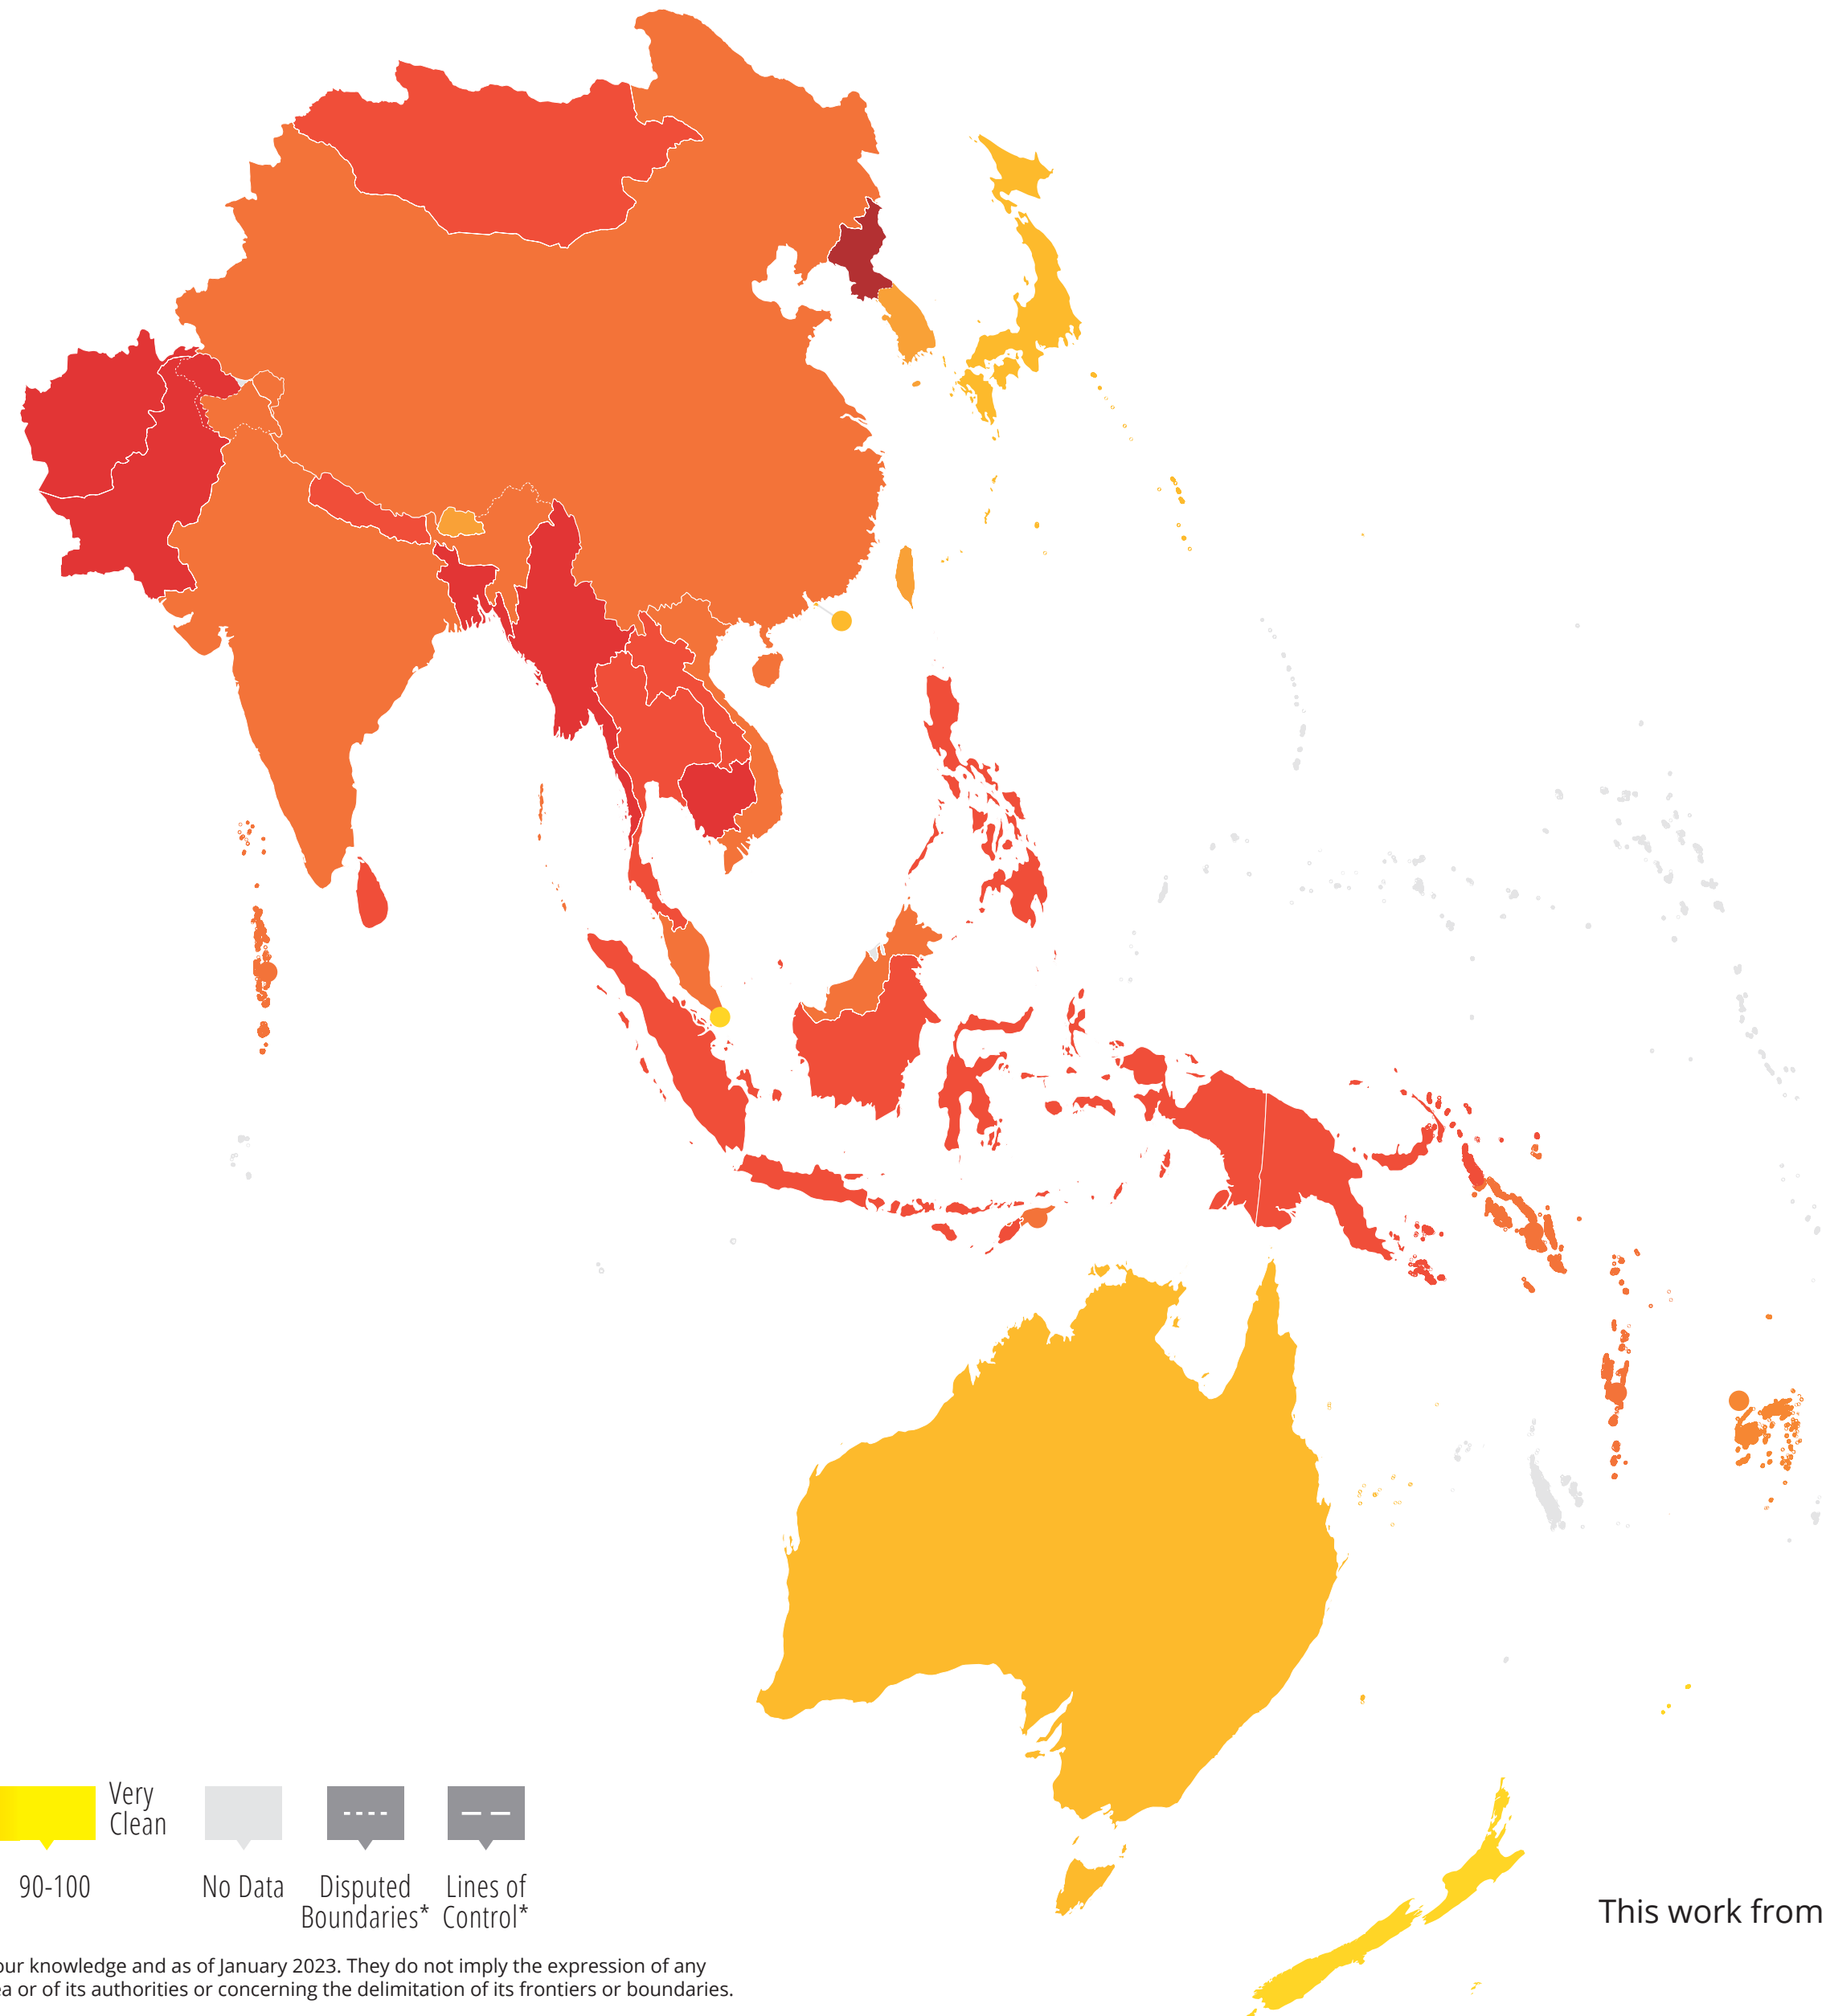 Very
Clean
90-100
No Data
Disputed
Boundaries*
Lines of
Control*
This work from
our knowledge and as of January 2023. They do not imply the expression of any
ea or of its authorities or concerning the delimitation of its frontiers or boundaries.